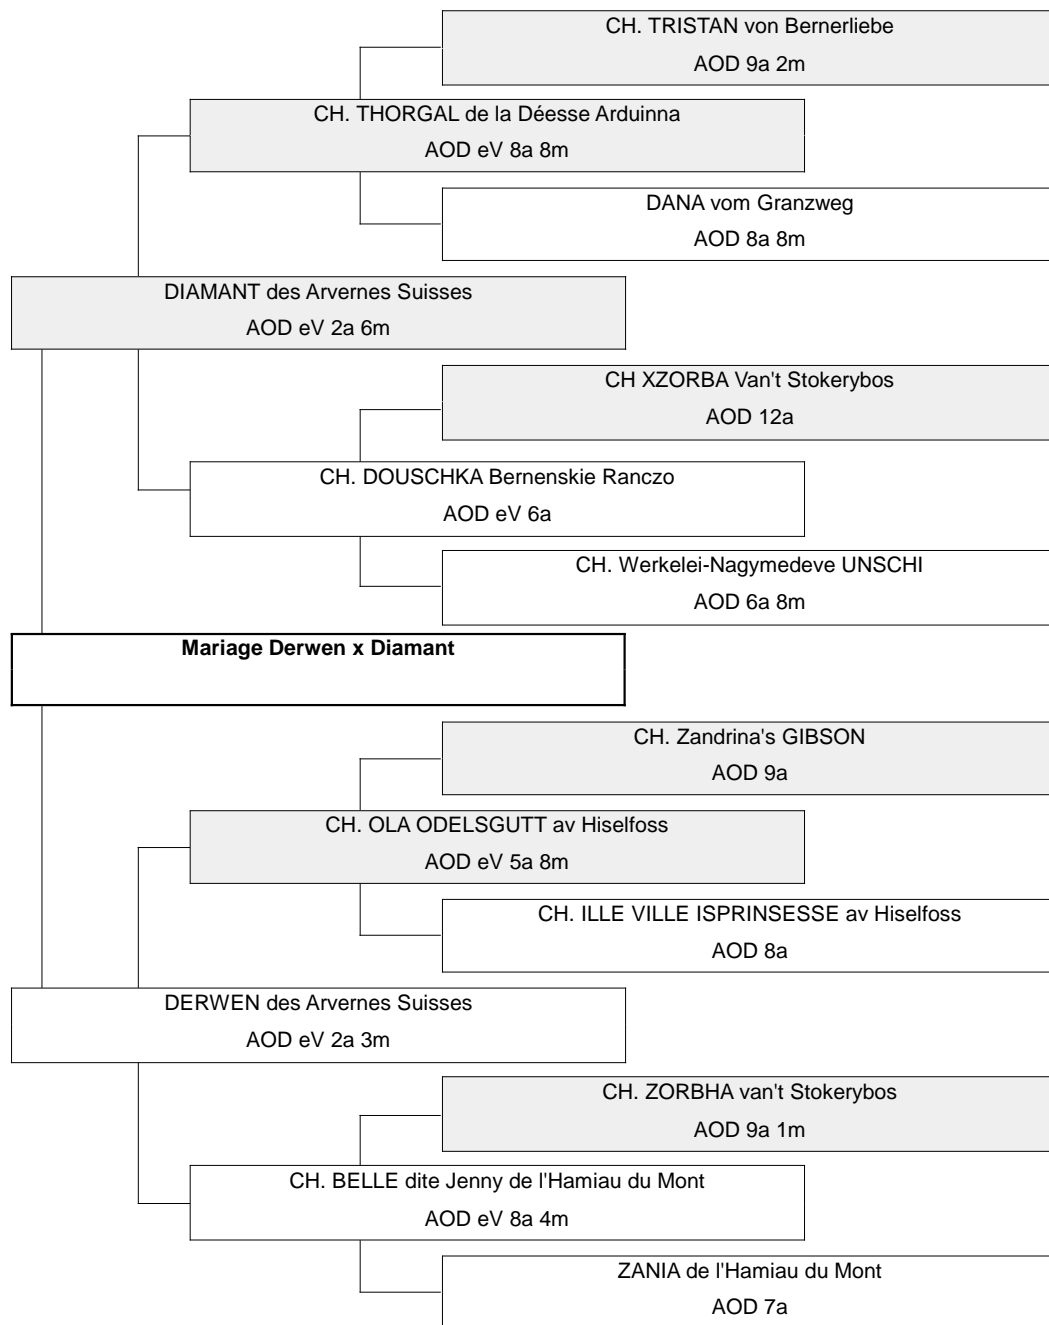 CH. TRISTAN von Bernerliebe
AOD 9a 2m
CH. THORGAL de la Déesse Arduinna
AOD eV 8a 8m
DANA vom Granzweg
AOD 8a 8m
DIAMANT des Arvernes Suisses
AOD eV 2a 6m
CH XZORBA Van't Stokerybos
AOD 12a
CH. DOUSCHKA Bernenskie Ranczo
AOD eV 6a
CH. Werkelei-Nagymedeve UNSCHI
AOD 6a 8m
Mariage Derwen x Diamant
CH. Zandrina's GIBSON
AOD 9a
CH. OLA ODELSGUTT av Hiselfoss
AOD eV 5a 8m
CH. ILLE VILLE ISPRINSESSE av Hiselfoss
AOD 8a
DERWEN des Arvernes Suisses
AOD eV 2a 3m
CH. ZORBHA van't Stokerybos
AOD 9a 1m
CH. BELLE dite Jenny de l'Hamiau du Mont
AOD eV 8a 4m
ZANIA de l'Hamiau du Mont
AOD 7a